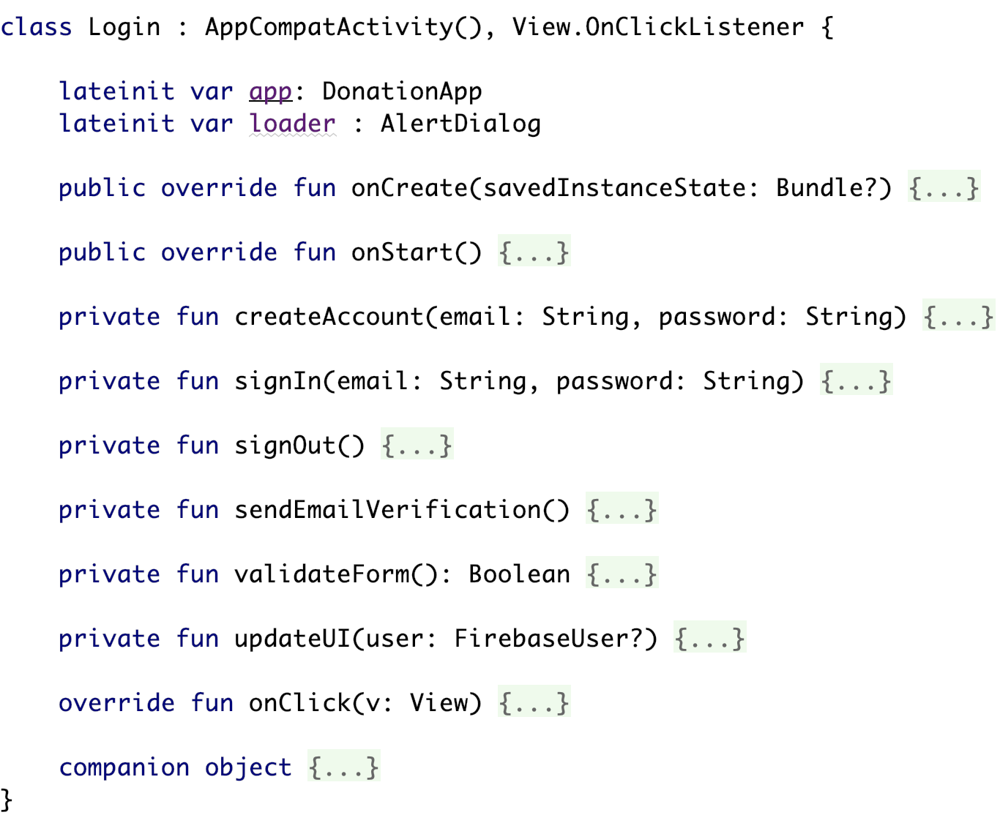 class Login : AppCompatActivity(), View.OnClickListener {
lateinit var app: DonationApp
lateinit var loader : AlertDialog
public override fun onCreate(savedInstanceState: Bundle?) {...}
public override fun onStart() {...}
private fun createAccount(email: String, password: String) {...}
private fun signIn(email: String, password: String) {...}
private fun signOut() {...}
private fun sendEmailVerification() {...}
private fun validateForm(): Boolean {...}
private fun updateUI(user: FirebaseUser?) {...}
override fun onClick(v: View) {...}
companion object {...}
}